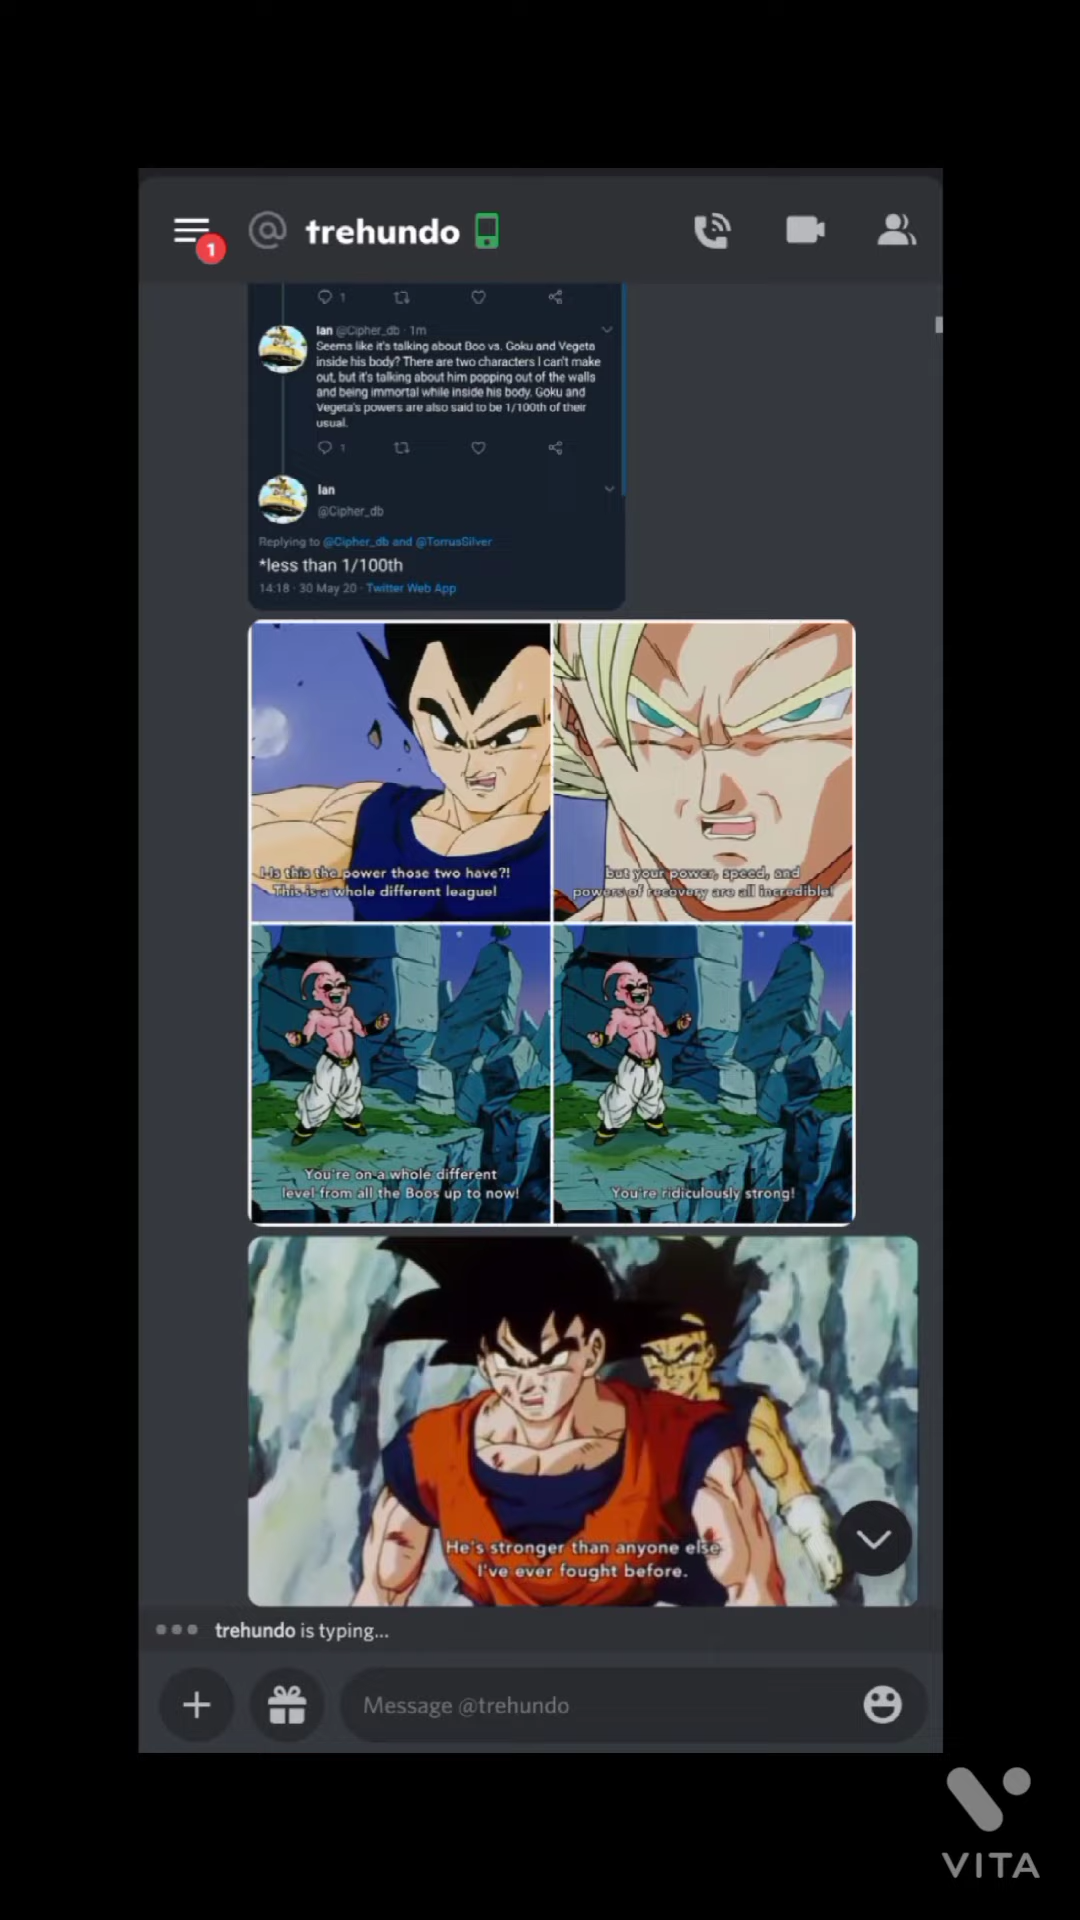 1
@ trehundo
1
Ian @Cipher_db · 1m
Seems like it's talking about Boo vs. Goku and Vegeta
inside his body? There are two characters I can't make
out, but it's talking about him popping out of the walls
and being immortal while inside his body. Goku and
Vegeta's powers are also said to be 1/100th of their
usual.
1
Ian
@Cipher_db
Replying to @Cipher_db and @TorrusSilver
*less than 1/100th
14:18 · 30 May 20 · Twitter Web App
I-Is this the power those two have?!
This is a whole different league!
but your power, speed, and
powers of recovery are all incredible!
You're on a whole different
level from all the Boos up to now!
You're ridiculously strong!
He's stronger than anyone else
I've ever fought before.
trehundo is typing...
Message @trehundo
VITA